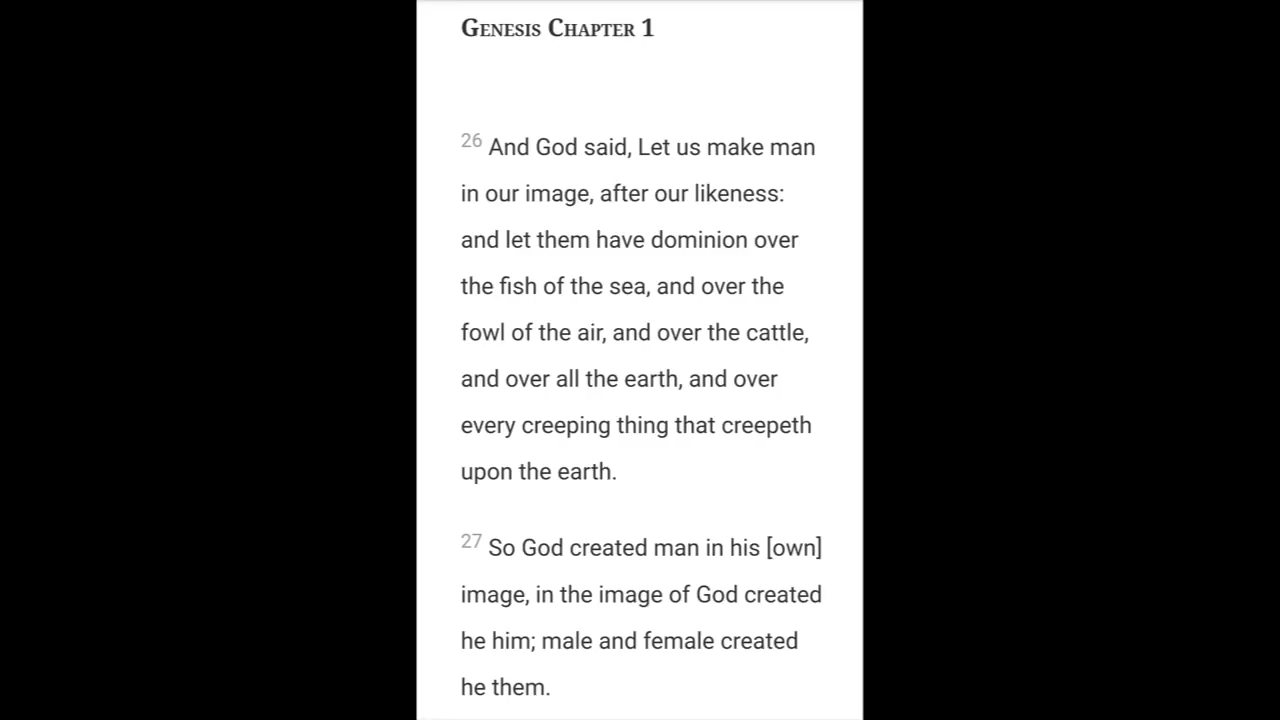 Genesis Chapter 1
26 And God said, Let us make man
in our image, after our likeness:
and let them have dominion over
the fish of the sea, and over the
fowl of the air, and over the cattle,
and over all the earth, and over
every creeping thing that creepeth
upon the earth.
27 So God created man in his [own]
image, in the image of God created
he him; male and female created
he them.